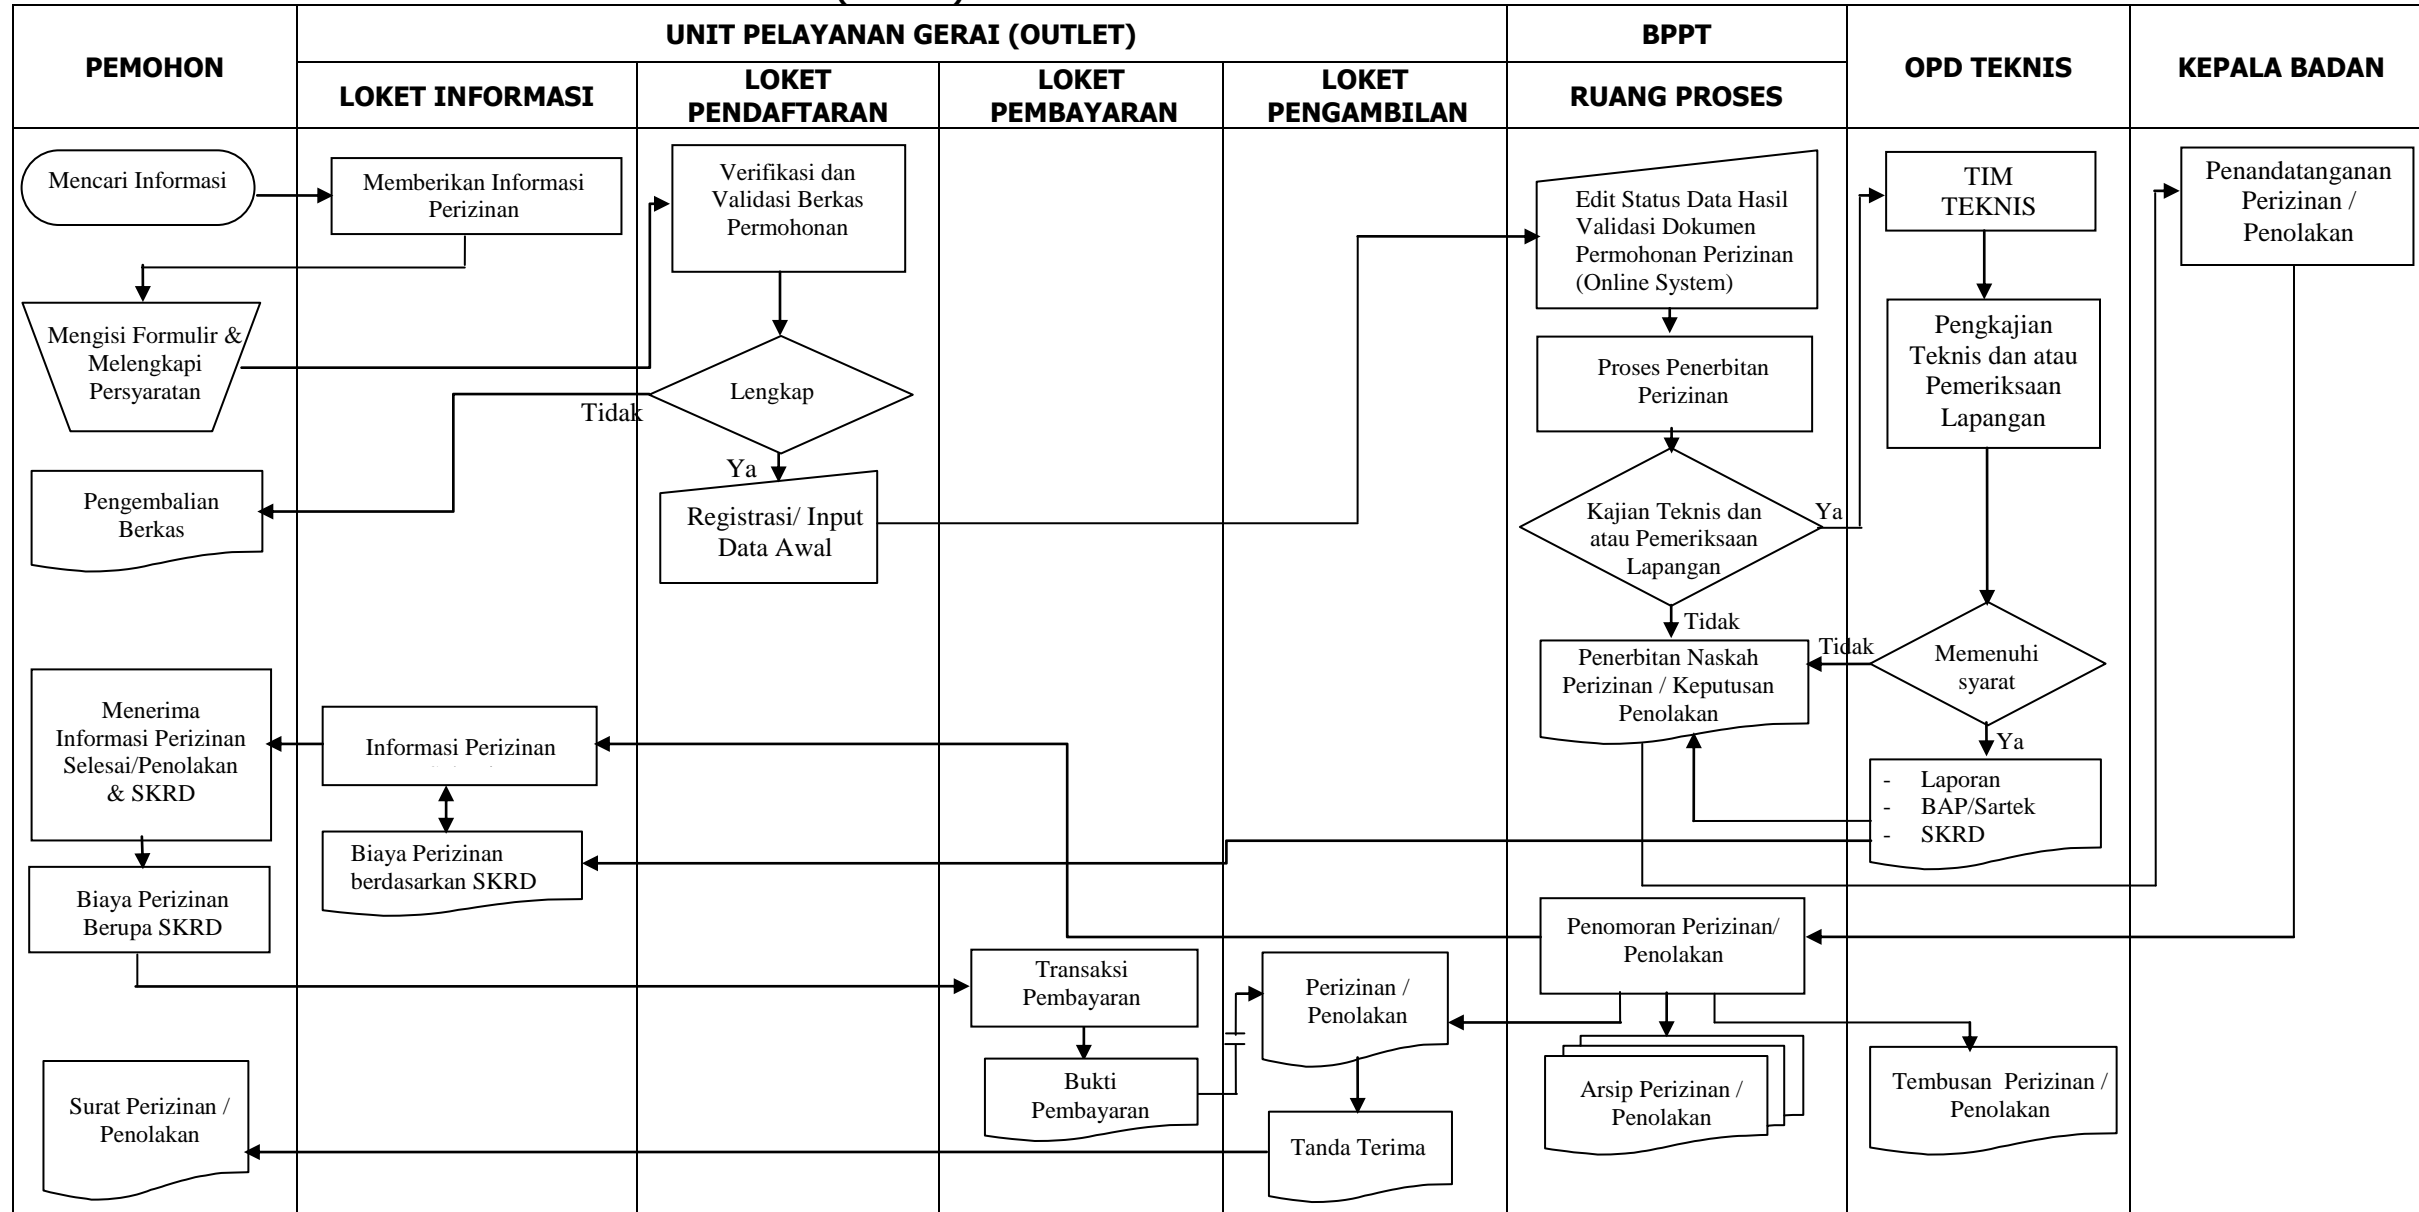 PEMOHON
UNIT PELAYANAN GERAI (OUTLET)
BPPT
OPD TEKNIS
KEPALA BADAN
LOKET INFORMASI
LOKET
PENDAFTARAN
LOKET
PEMBAYARAN
LOKET
PENGAMBILAN
RUANG PROSES
Mencari Informasi
Memberikan Informasi
Perizinan
Verifikasi dan
Validasi Berkas
Permohonan
Edit Status Data Hasil
Validasi Dokumen
Permohonan Perizinan
(Online System)
TIM
TEKNIS
Penandatanganan
Perizinan /
Penolakan
Mengisi Formulir &
Melengkapi
Persyaratan
Lengkap
Tidak
Ya
Proses Penerbitan
Perizinan
Pengkajian
Teknis dan atau
Pemeriksaan
Lapangan
Pengembalian
Berkas
Registrasi/ Input
Data Awal
Kajian Teknis dan
atau Pemeriksaan
Lapangan
Ya
Tidak
Penerbitan Naskah
Perizinan / Keputusan
Penolakan
Tidak
Memenuhi
syarat
Ya
Menerima
Informasi Perizinan
Selesai/Penolakan
& SKRD
Informasi Perizinan
- Laporan
- BAP/Sartek
- SKRD
Biaya Perizinan
berdasarkan SKRD
Biaya Perizinan
Berupa SKRD
Penomoran Perizinan/
Penolakan
Transaksi
Pembayaran
Perizinan /
Penolakan
Bukti
Pembayaran
Arsip Perizinan /
Penolakan
Tembusan Perizinan /
Penolakan
Surat Perizinan /
Penolakan
Tanda Terima